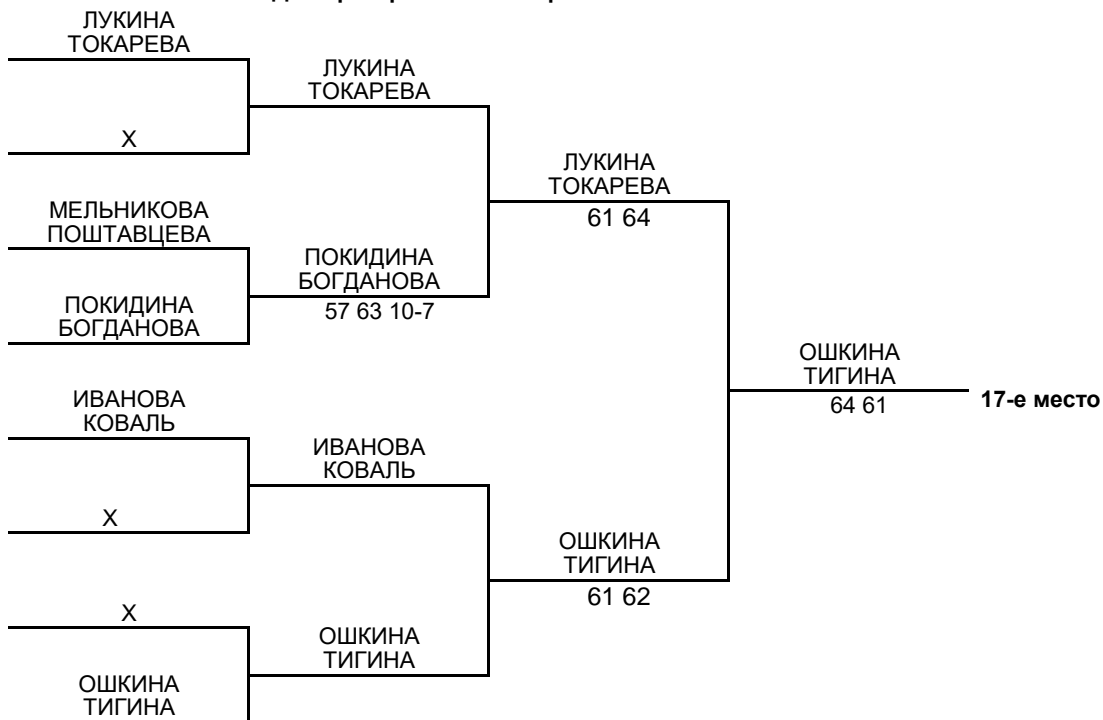 ЛУКИНА
ТОКАРЕВА
X
МЕЛЬНИКОВА
ПОШТАВЦЕВА
ПОКИДИНА
БОГДАНОВА
ИВАНОВА
КОВАЛЬ
X
X
ОШКИНА
ТИГИНА
ЛУКИНА
ТОКАРЕВА
ПОКИДИНА
БОГДАНОВА
57 63 10-7
ИВАНОВА
КОВАЛЬ
ОШКИНА
ТИГИНА
ЛУКИНА
ТОКАРЕВА
61 64
ОШКИНА
ТИГИНА
61 62
ОШКИНА
ТИГИНА
64 61
17-е место